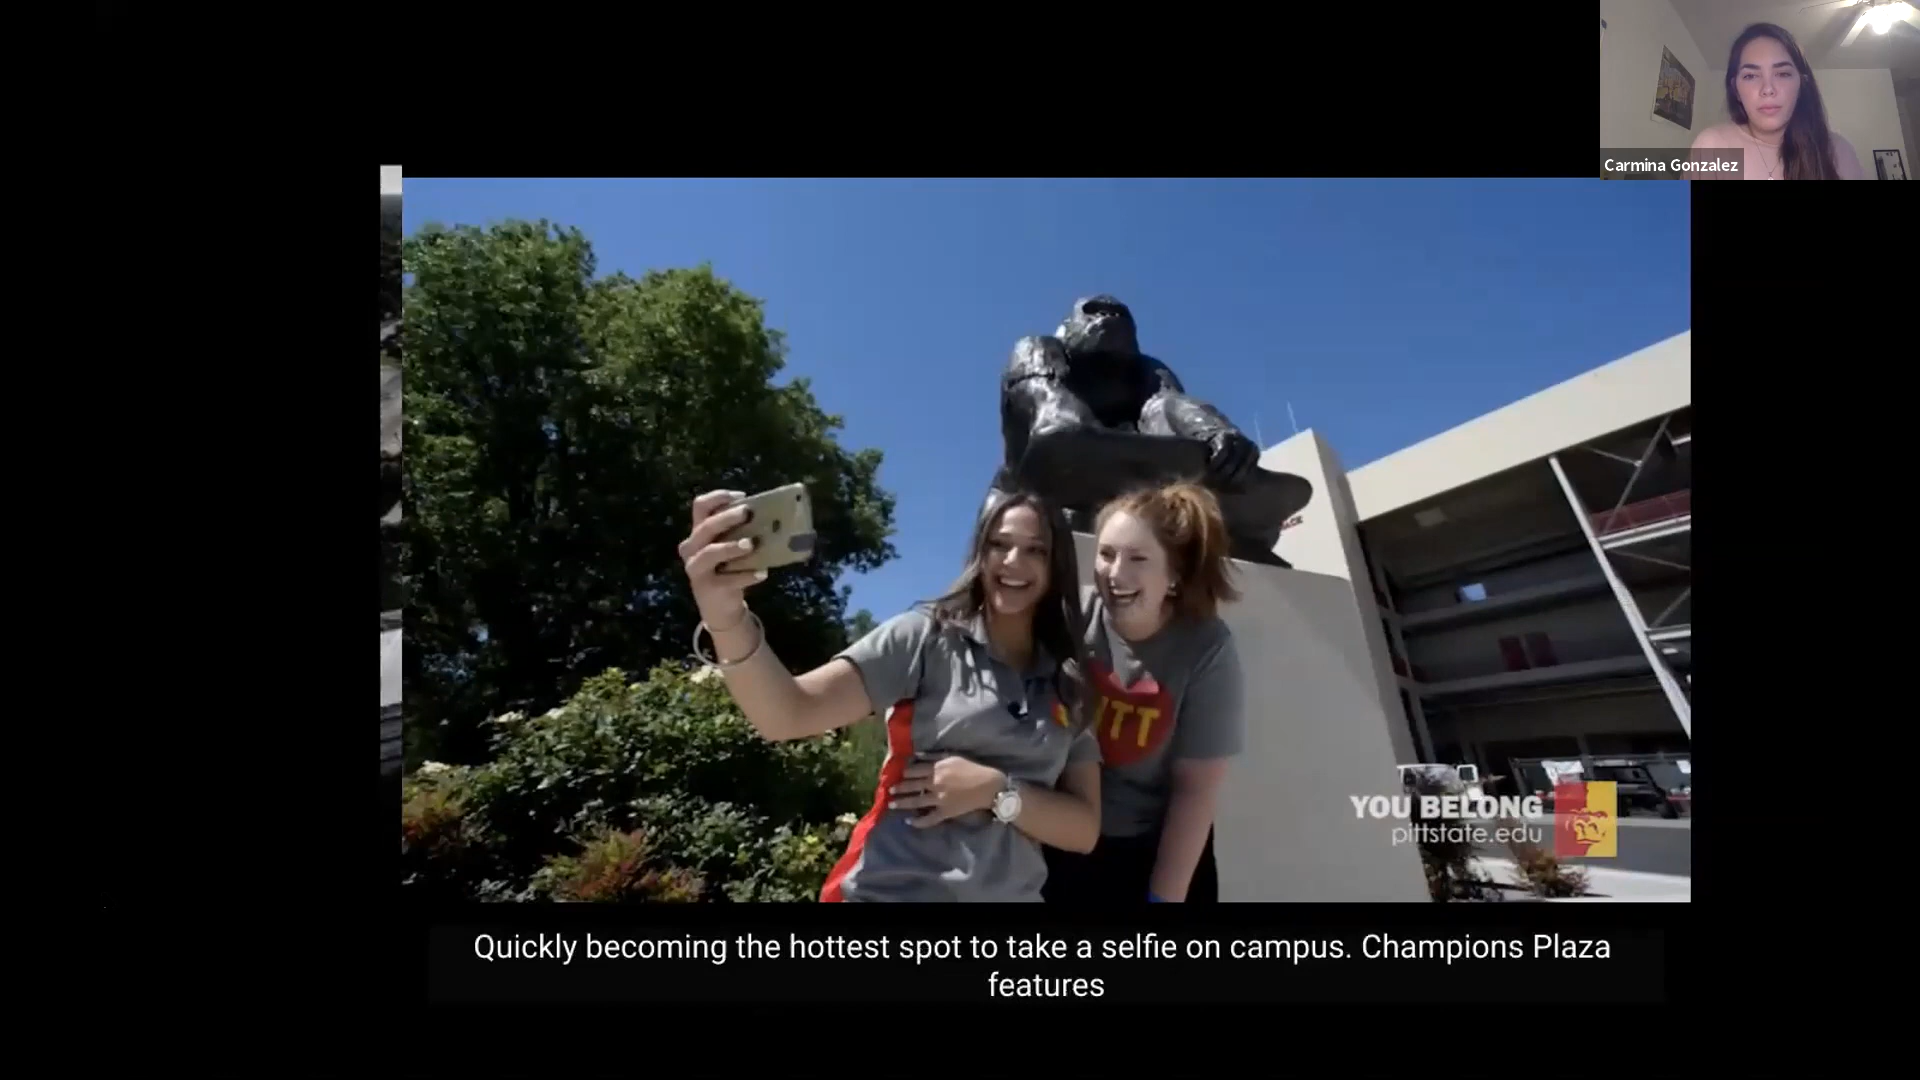 Carmina Gonzalez
ITT
YOU BELONG
pittstate.edu
Quickly becoming the hottest spot to take a selfie on campus. Champions Plaza
features